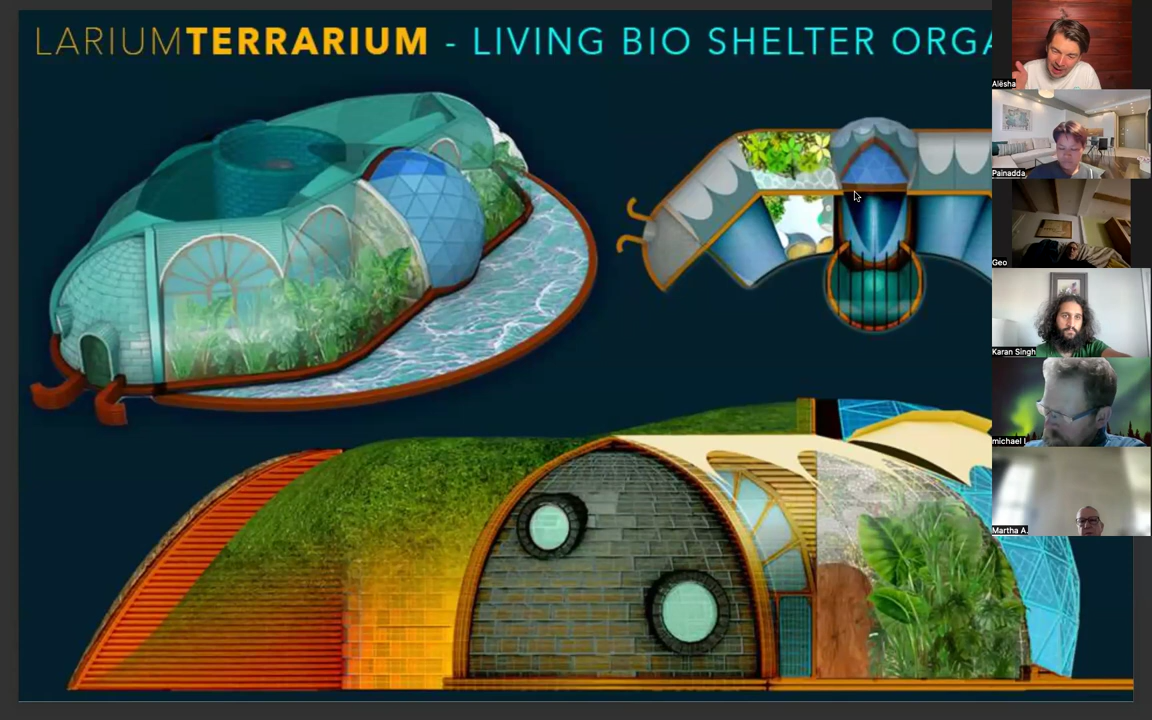 LARIUMTERRARIUM - LIVING BIO SHELTER ORGA
Alësha
Painadda
Geo
Karan Singh
michael l.
Martha A.